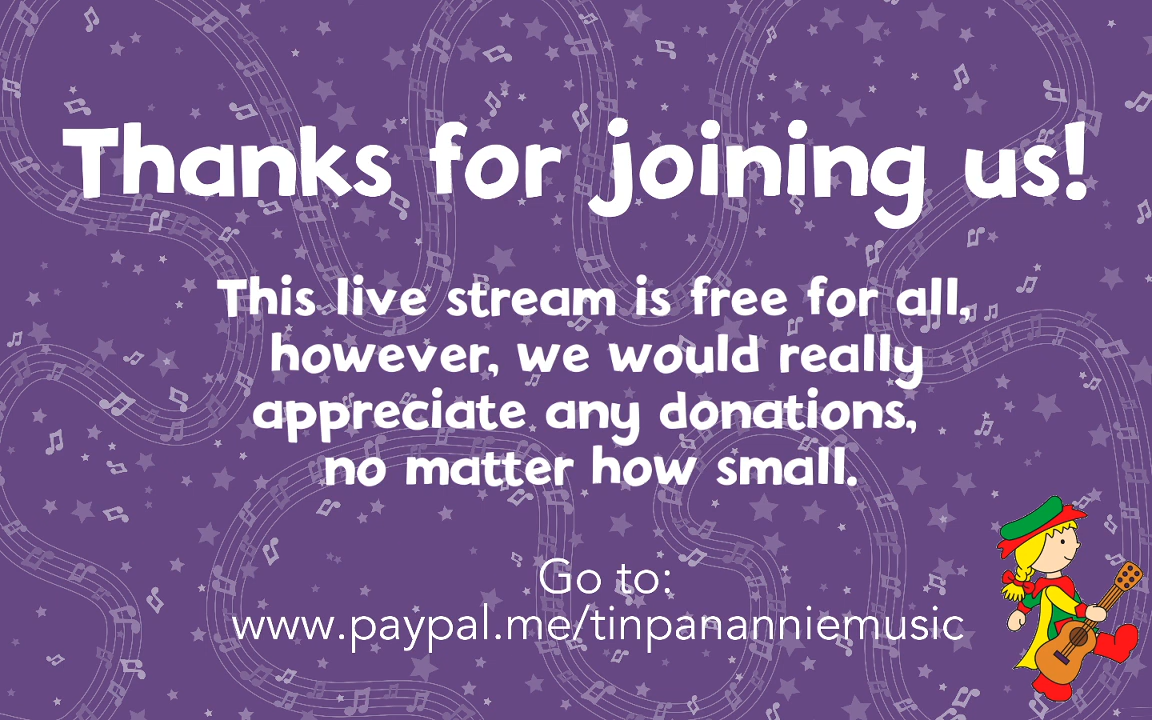 Thanks for joining us!
This live stream is free for all,
however, we would really
appreciate any donations,
no matter how small.
Go to:
www.paypal.me/tinpananniemusic